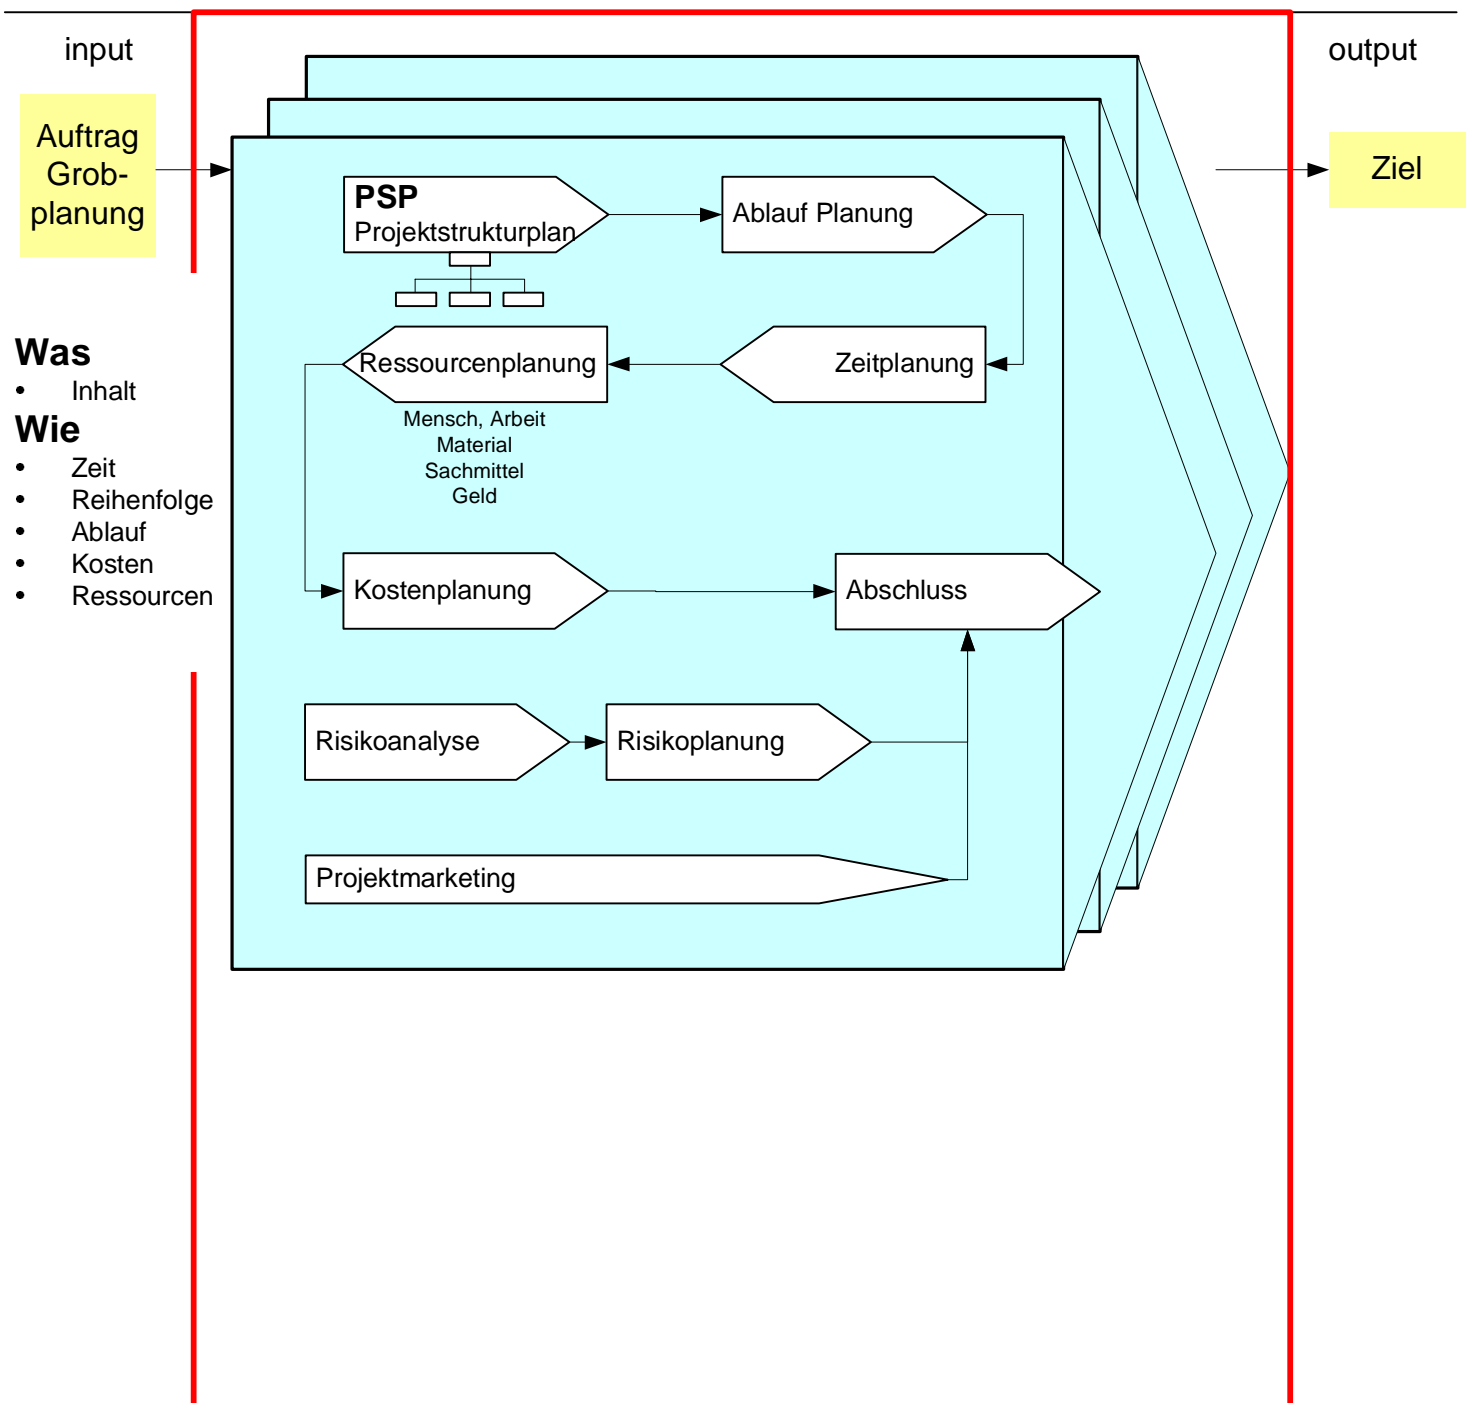 input
output
Auftrag
Grob-
planung
Ziel
PSP
Projektstrukturplan
Ablauf Planung
Ressourcenplanung
Zeitplanung
Mensch, Arbeit
Material
Sachmittel
Geld
Was
• Inhalt
Wie
• Zeit
• Reihenfolge
• Ablauf
• Kosten
• Ressourcen
Kostenplanung
Abschluss
Risikoanalyse
Risikoplanung
Projektmarketing